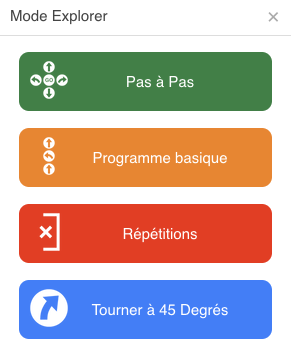 Mode Explorer
×
GO
Pas à Pas
Programme basique
Répétitions
Tourner à 45 Degrés